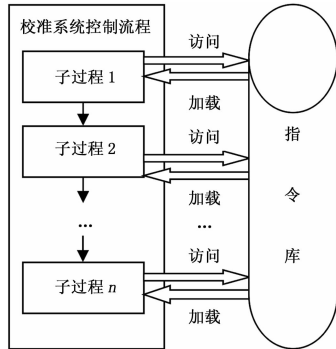 校准系统控制流程
访问
子过程 1
加载
访问
子过程 2
加载
...
...
访问
子过程 n
加载
指
令
库